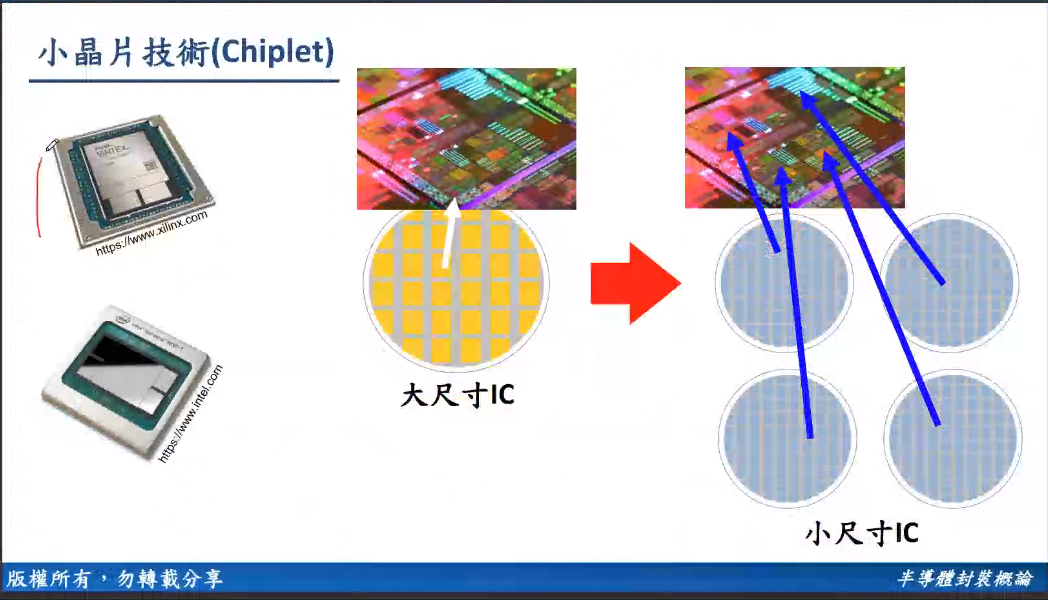 小晶片技術(Chiplet)
VIRTEX
https://www.xilinx.com
intel
https://www.intel.com
大尺寸IC
小尺寸IC
版權所有，勿轉載分享
半導體封裝概論